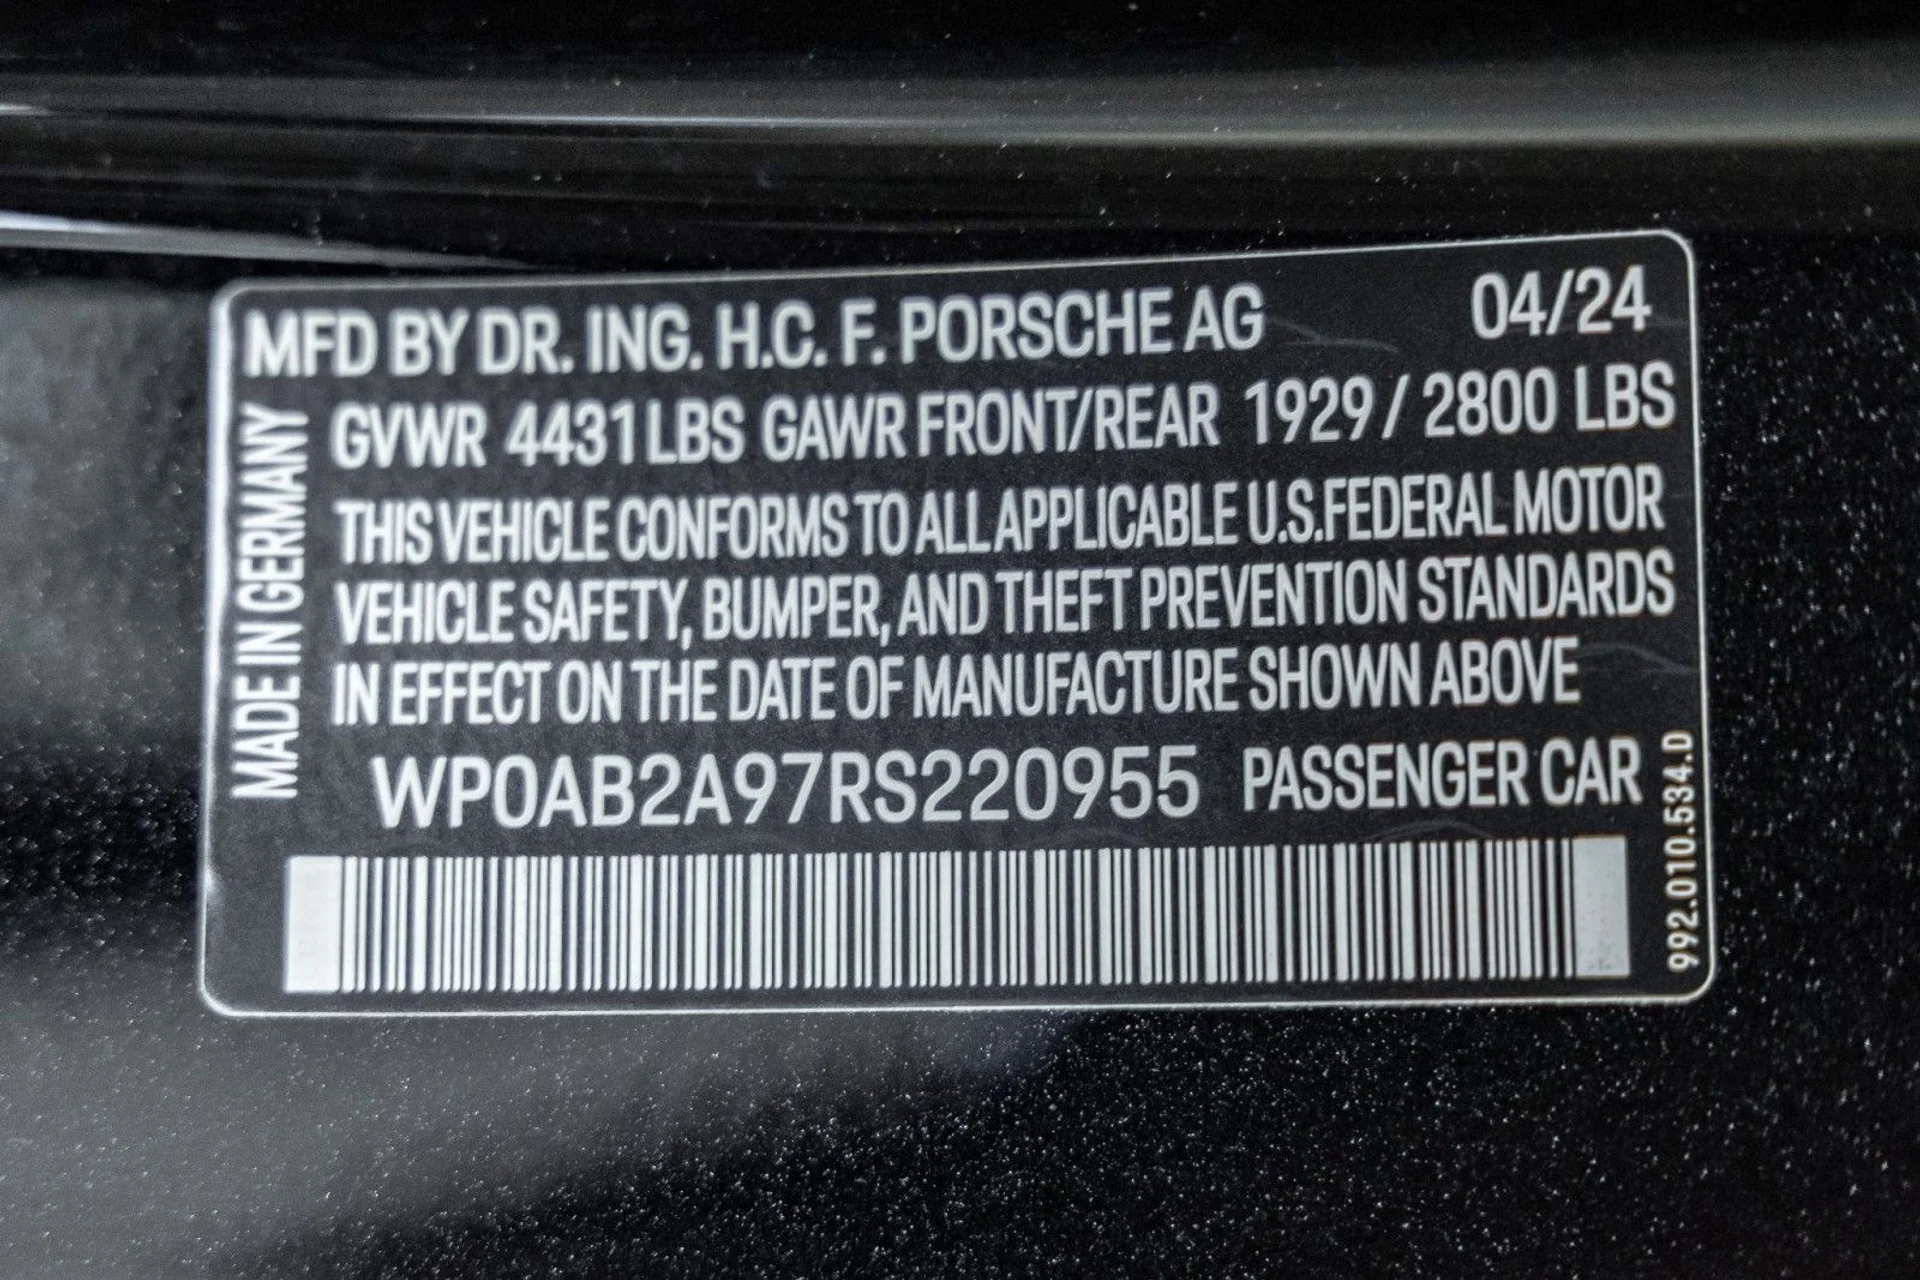 MFD BY DR. ING. H.C. F. PORSCHE AG 04/24
GVWR 4431LBS GAWR FRONT/REAR 1929 / 2800 LBS
THIS VEHICLE CONFORMS TO ALL APPLICABLE U.S.FEDERAL MOTOR
VEHICLE SAFETY, BUMPER, AND THEFT PREVENTION STANDARDS
IN EFFECT ON THE DATE OF MANUFACTURE SHOWN ABOVE
WP0AB2A97RS220955 PASSENGER CAR
MADE IN GERMANY
992.010.534.D